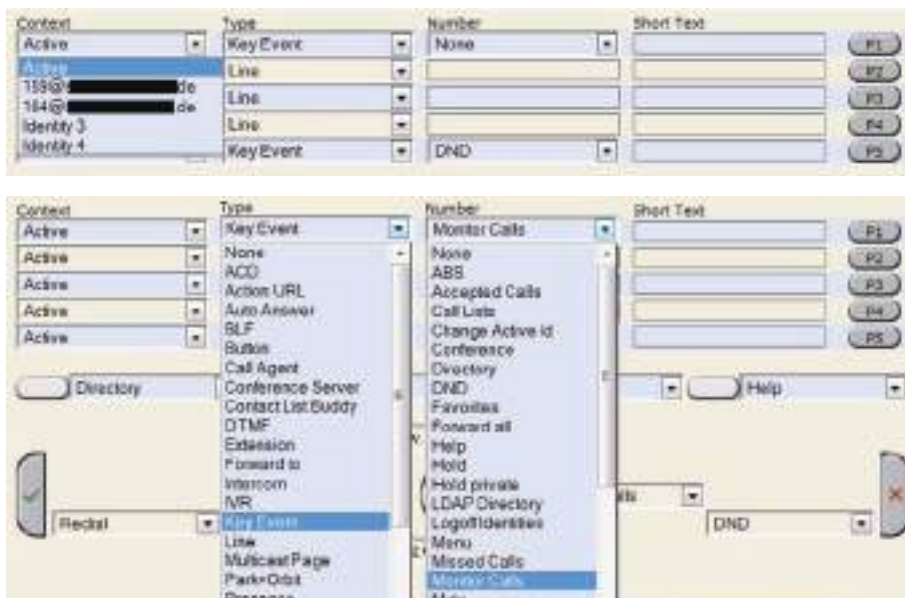 Context Type Number Short Text
Active Key Event None P1
Active Line P2
159@ de Line P3
164@ de Line P4
Identity 3
Identity 4 Key Event DND P5
Context Type Number Short Text
Active Key Event Monitor Calls P1
Active None None P2
Active ACD ABS P3
Active Action URL Accepted Calls P4
Active Auto Answer Call Lists P5
BLF Change Active Id
Button Conference
Call Agent Directory
Directory Conference Server DND Help
Contact List Buddy Favorites
DTMF Forward all
Extension Help
Forward to Hold
Intercom Hold private
IVR LDAP Directory
Redial Key Event Logoff Identities DND
Line Menu
Multicast Page Missed Calls
Park+Orbit Monitor Calls
Presence Mute